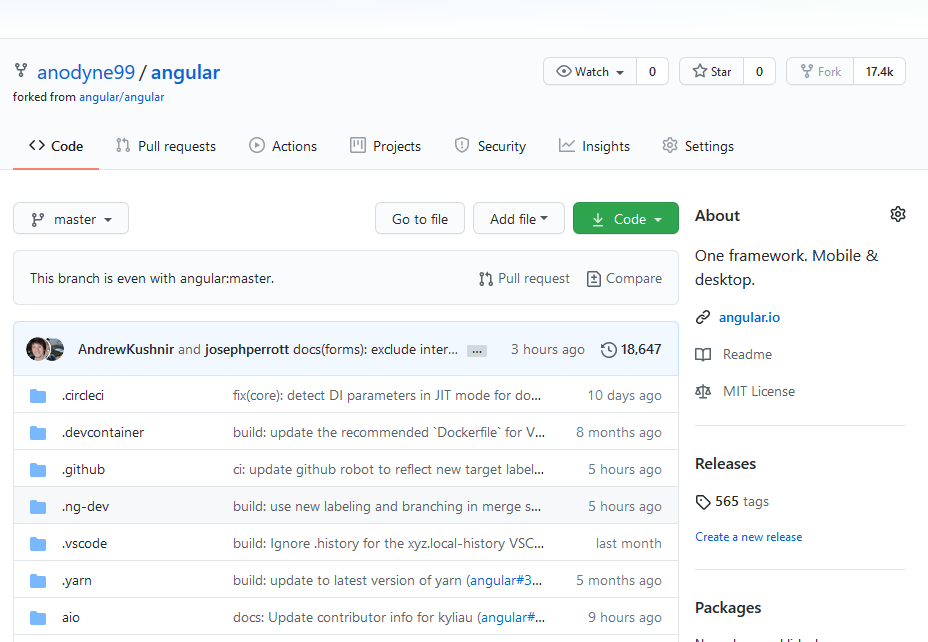 anodyne99 / angular
Watch 0 Star 0 Fork 17.4k
forked from angular/angular
Code Pull requests Actions Projects Security Insights Settings
master Go to file Add file Code
This branch is even with angular:master. Pull request Compare
AndrewKushnir and josephperrott docs(forms): exclude inter... ... 3 hours ago 18,647
.circleci fix(core): detect DI parameters in JIT mode for do... 10 days ago
.devcontainer build: update the recommended `Dockerfile` for V... 8 months ago
.github ci: update github robot to reflect new target label... 5 hours ago
.ng-dev build: use new labeling and branching in merge s... 5 hours ago
.vscode build: Ignore .history for the xyz.local-history VSC... last month
.yarn build: update to latest version of yarn (angular#3... 5 months ago
aio docs: Update contributor info for kyliau (angular#... 9 hours ago
About
One framework. Mobile &
desktop.
angular.io
Readme
MIT License
Releases
565 tags
Create a new release
Packages